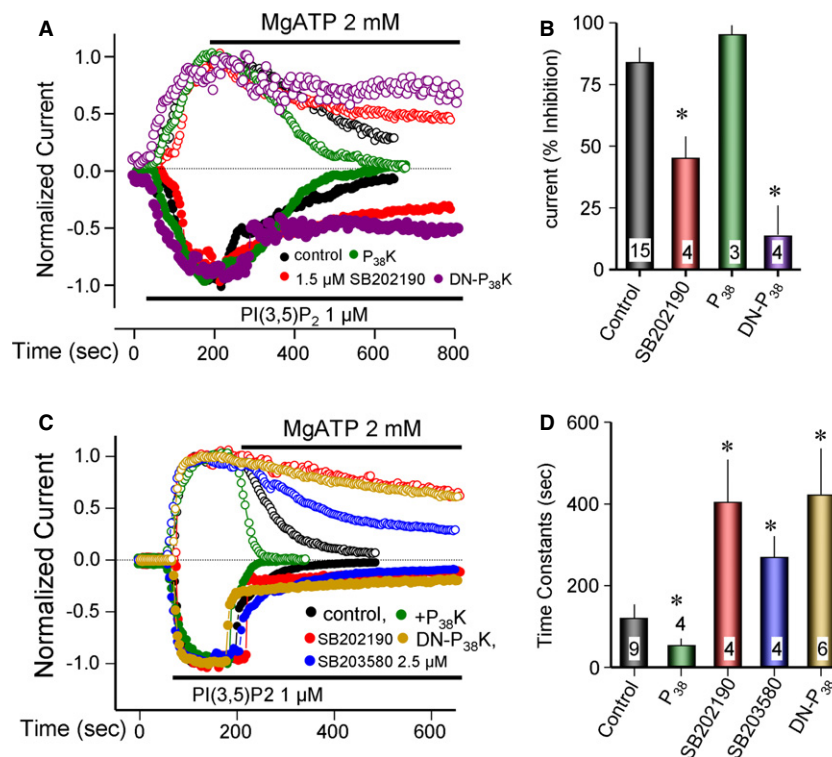 A
MgATP 2 mM
1.0
0.5
0.0
-0.5
-1.0
Normalized Current
control
P₃₈K
1.5 µM SB202190
DN-P₃₈K
PI(3,5)P₂ 1 µM
Time (sec)
0
200
400
600
800
B
current (% Inhibition)
100
75
50
25
0
15
4
3
4
*
*
Control
SB202190
P₃₈
DN-P₃₈
C
MgATP 2 mM
1.0
0.5
0.0
-0.5
-1.0
Normalized Current
control,
+P₃₈K
SB202190
DN-P₃₈K,
SB203580 2.5 µM
PI(3,5)P2 1 µM
Time (sec)
0
200
400
600
D
Time Constants (sec)
600
400
200
0
9
4
4
4
6
*
*
*
*
Control
P₃₈
SB202190
SB203580
DN-P₃₈